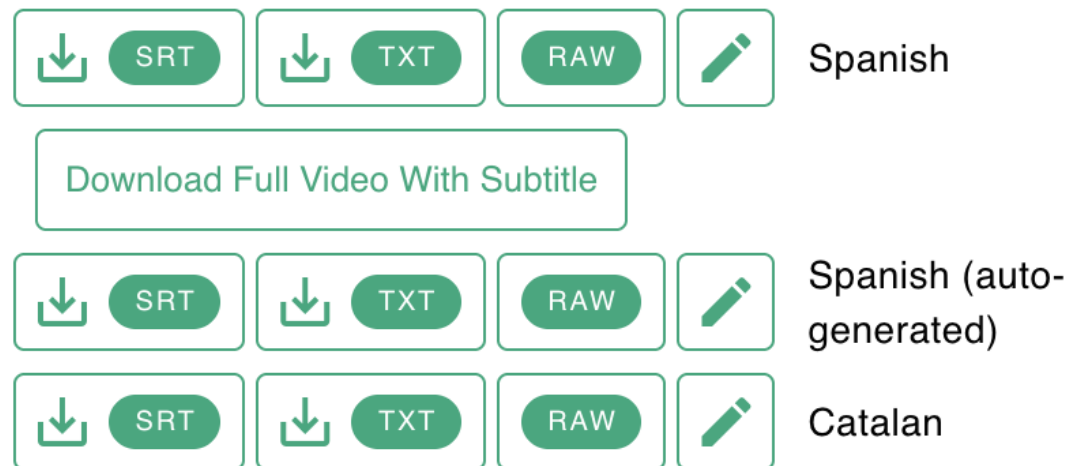 SRT TXT RAW Spanish
Download Full Video With Subtitle
SRT TXT RAW Spanish (auto-
generated)
SRT TXT RAW Catalan